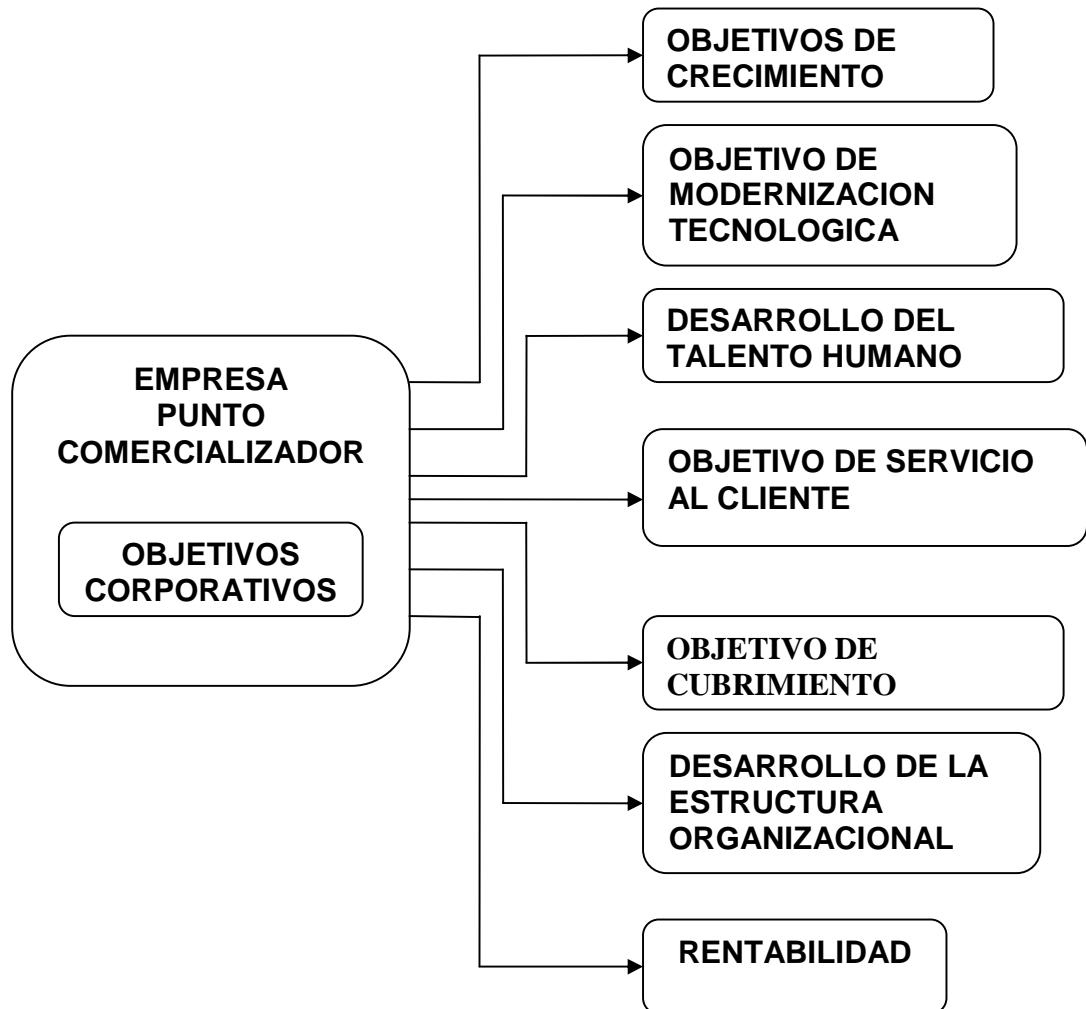 EMPRESA
PUNTO
COMERCIALIZADOR
OBJETIVOS
CORPORATIVOS
OBJETIVOS DE
CRECIMIENTO
OBJETIVO DE
MODERNIZACION
TECNOLOGICA
DESARROLLO DEL
TALENTO HUMANO
OBJETIVO DE SERVICIO
AL CLIENTE
OBJETIVO DE
CUBRIMIENTO
DESARROLLO DE LA
ESTRUCTURA
ORGANIZACIONAL
RENTABILIDAD